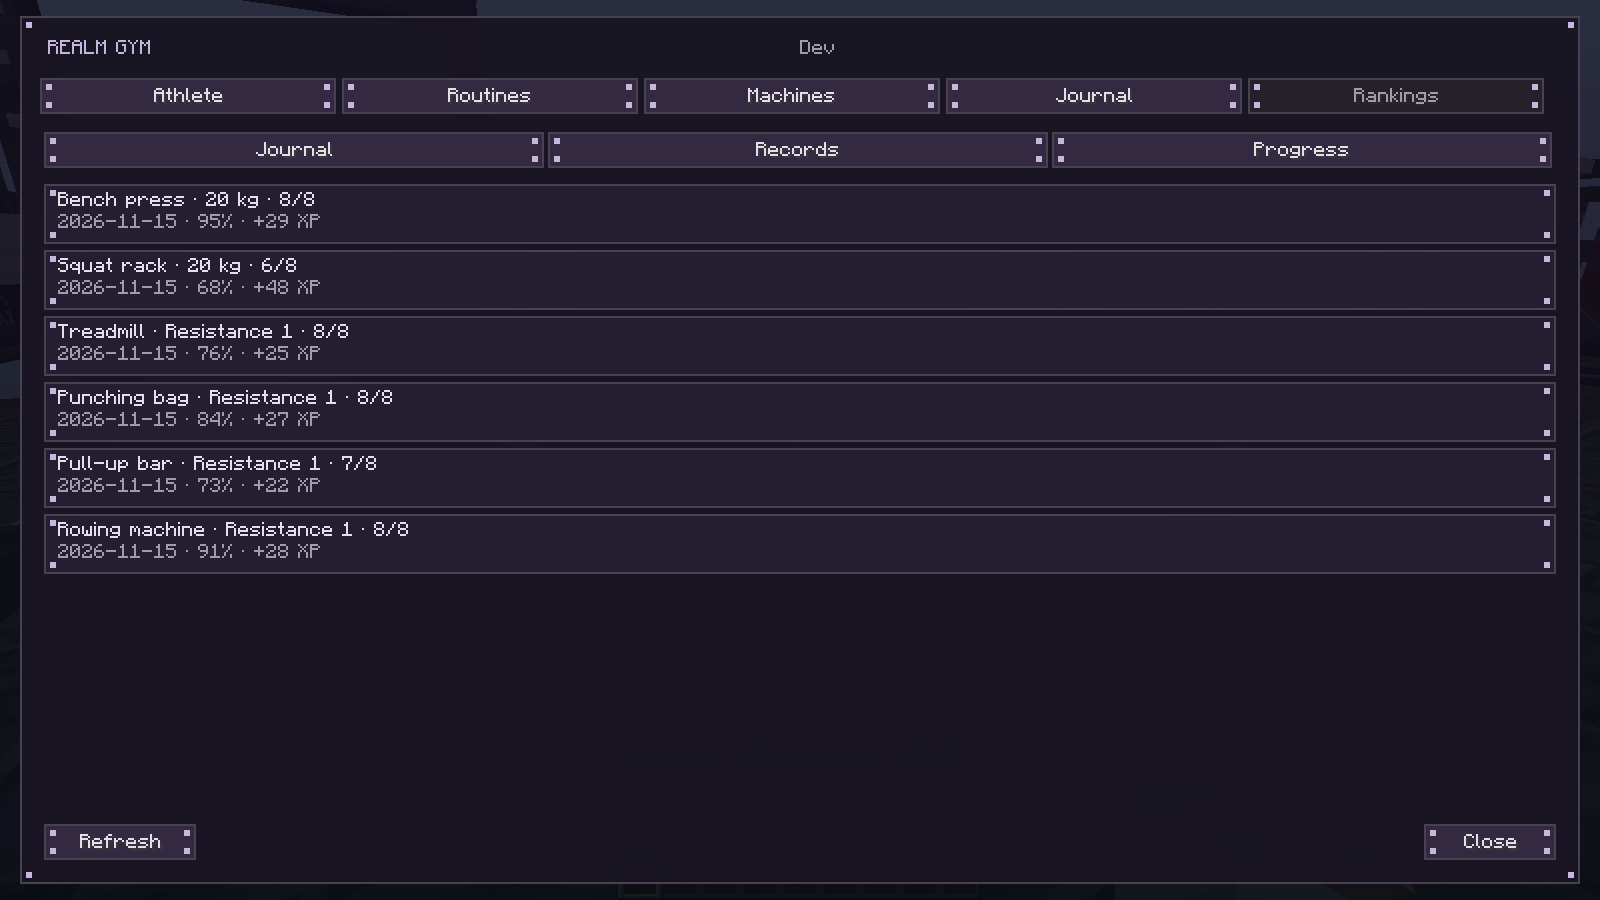 REALM GYM
Dev
Athlete
Routines
Machines
Journal
Rankings
Journal
Records
Progress
Bench press · 20 kg · 8/8
2026-11-15 · 95% · +29 XP
Squat rack · 20 kg · 6/8
2026-11-15 · 68% · +48 XP
Treadmill · Resistance 1 · 8/8
2026-11-15 · 76% · +25 XP
Punching bag · Resistance 1 · 8/8
2026-11-15 · 84% · +27 XP
Pull-up bar · Resistance 1 · 7/8
2026-11-15 · 73% · +22 XP
Rowing machine · Resistance 1 · 8/8
2026-11-15 · 91% · +28 XP
Refresh
Close